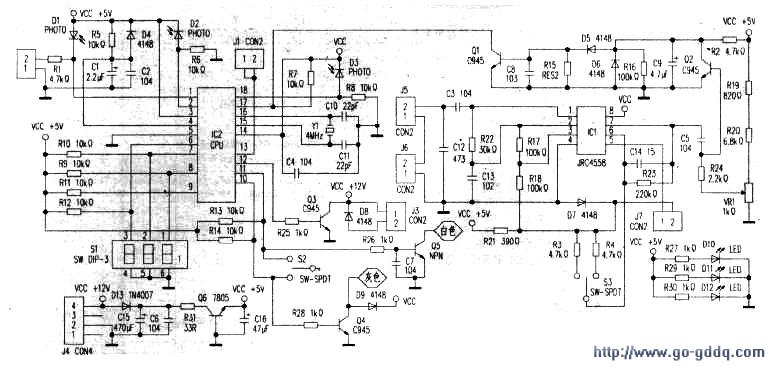 D1 PHOTO
VCC +5V
R5 10kΩ
D4 4148
D2 PHOTO
R6 10kΩ
J1 CON2
VCC
D3 PHOTO
R7 10kΩ
R8 10kΩ
2
1
R1 4.7kΩ
C1 2.2μF
C2 104
1
2
3
4
5
6
7
8
9
18
17
16
15
14
13
12
11
10
IC2 CPU
C10 22pF
Y1 4MHz
C11 22pF
C4 104
VCC +5V
R10 10kΩ
R9 10kΩ
R11 10kΩ
R12 10kΩ
R13 10kΩ
R14 10kΩ
3 2 1
4 5 6
S1
SW DIP-3
VCC +12V
D13 1N4007
Q6 7805
VCC +5V
4
3
2
1
J4 CON4
C15 470μF
C6 104
R31 33R
C16 47μF
Q3 C945
R25 1kΩ
VCC +12V
D8 4148
J3 CON2
S2
SW-SPDT
R26 1kΩ
C7 104
Q5 NPN
白色
灰色
D9 4148
VCC
R28 1kΩ
Q4 C945
Q1 C945
C8 103
R15 RES2
D5 4148
D6 4148
R16 100kΩ
C9 4.7μF
Q2 C945
R2 4.7kΩ
VCC +5V
R19 820Ω
R20 6.8kΩ
J5
2
1
CON2
J6
2
1
CON2
C3 104
C12 473
R22 30kΩ
C13 102
R17 100kΩ
R18 100kΩ
VCC
1
2
3
4
8
7
6
5
IC1
JRC4558
C5 104
R24 2.2kΩ
VR1 1kΩ
C14 15
R23 220kΩ
D7 4148
J7 CON2
1 2
VCC +5V
R21 390Ω
R3 4.7kΩ
R4 4.7kΩ
S3
SW-SPDT
VCC +5V
R27 1kΩ
D10 LED
R29 1kΩ
D11 LED
R30 1kΩ
D12 LED
http://www.go-gddq.com